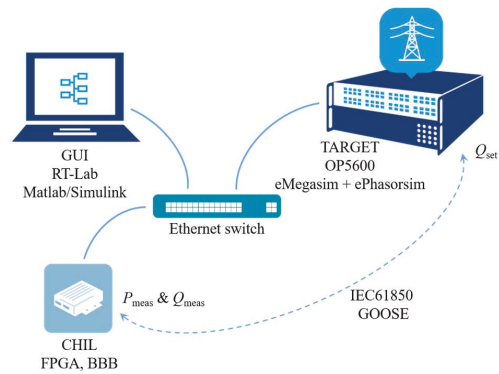 GUI
RT-Lab
Matlab/Simulink
TARGET
OP5600
eMegasim + ePhasorsim
Qset
Ethernet switch
Pmeas & Qmeas
IEC61850
GOOSE
CHIL
FPGA, BBB